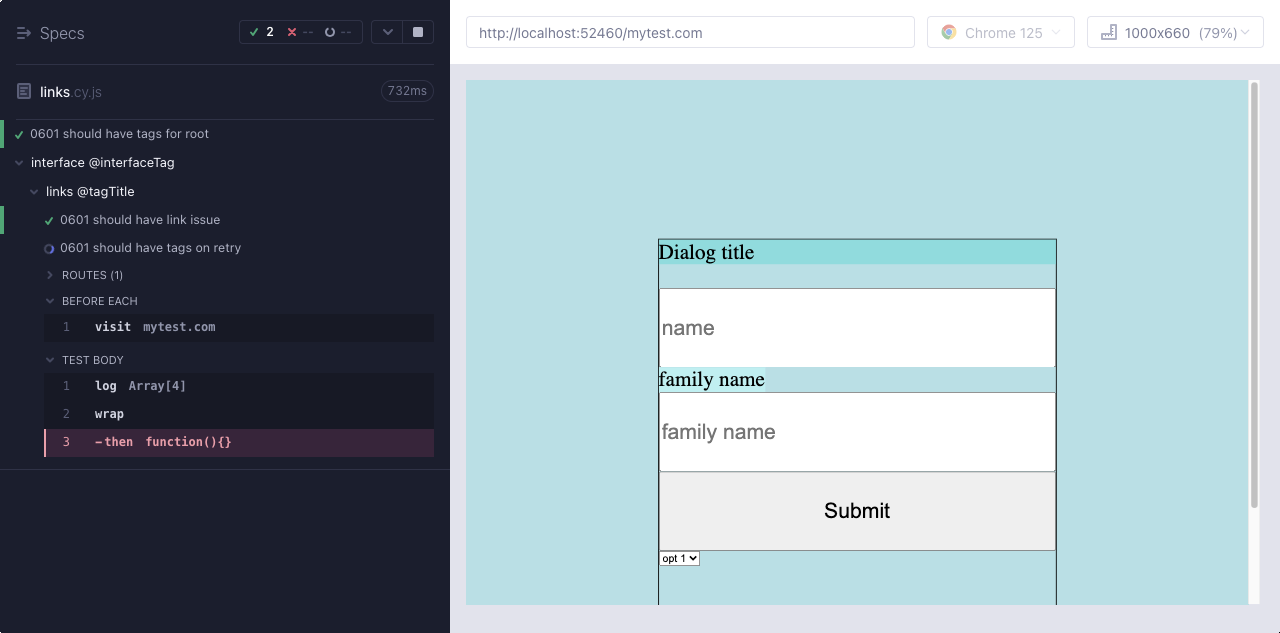 Specs
2 -- --
links.cy.js 732ms
0601 should have tags for root
interface @interfaceTag
links @tagTitle
0601 should have link issue
0601 should have tags on retry
ROUTES (1)
BEFORE EACH
1 visit mytest.com
TEST BODY
1 log Array[4]
2 wrap
3 -then function(){}
http://localhost:52460/mytest.com
Chrome 125
1000x660 (79%)
Dialog title
name
family name
family name
Submit
opt 1